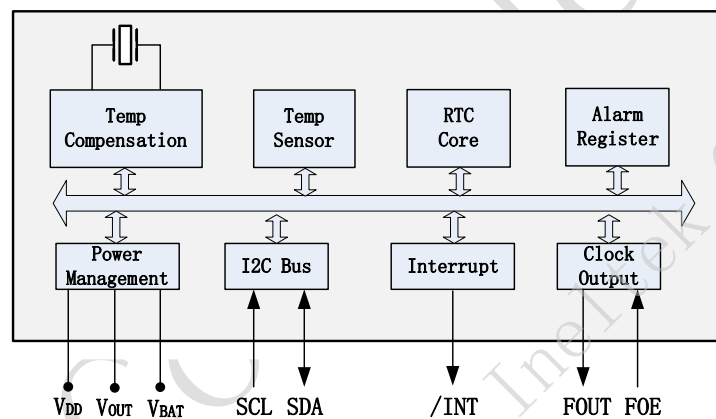 Temp
Compensation
Temp
Sensor
RTC
Core
Alarm
Register
Power
Management
I2C Bus
Interrupt
Clock
Output
VDD VOUT VBAT SCL SDA /INT FOUT FOE
Ineltek